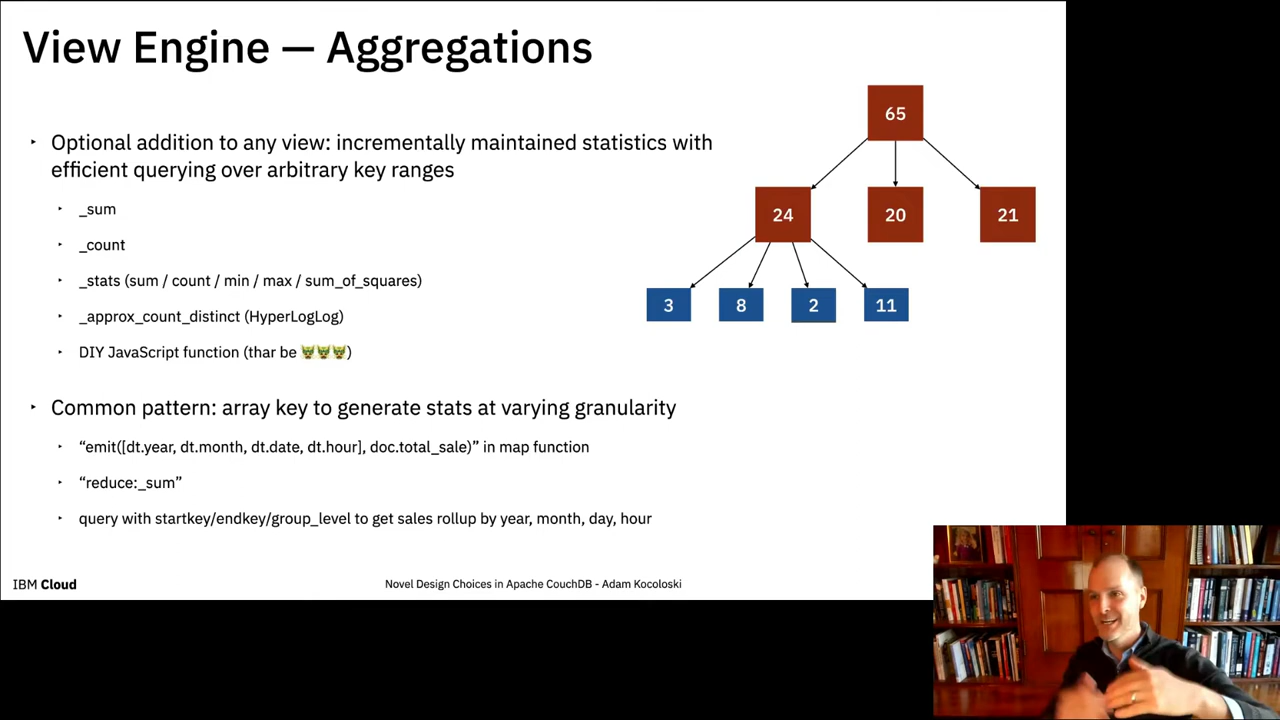 View Engine — Aggregations
‣ Optional addition to any view: incrementally maintained statistics with
efficient querying over arbitrary key ranges
‣ _sum
‣ _count
‣ _stats (sum / count / min / max / sum_of_squares)
‣ _approx_count_distinct (HyperLogLog)
‣ DIY JavaScript function (thar be 🐲🐲🐲)
‣ Common pattern: array key to generate stats at varying granularity
‣ “emit([dt.year, dt.month, dt.date, dt.hour], doc.total_sale)” in map function
‣ “reduce:_sum”
‣ query with startkey/endkey/group_level to get sales rollup by year, month, day, hour
65
24 20 21
3 8 2 11
IBM Cloud
Novel Design Choices in Apache CouchDB - Adam Kocoloski